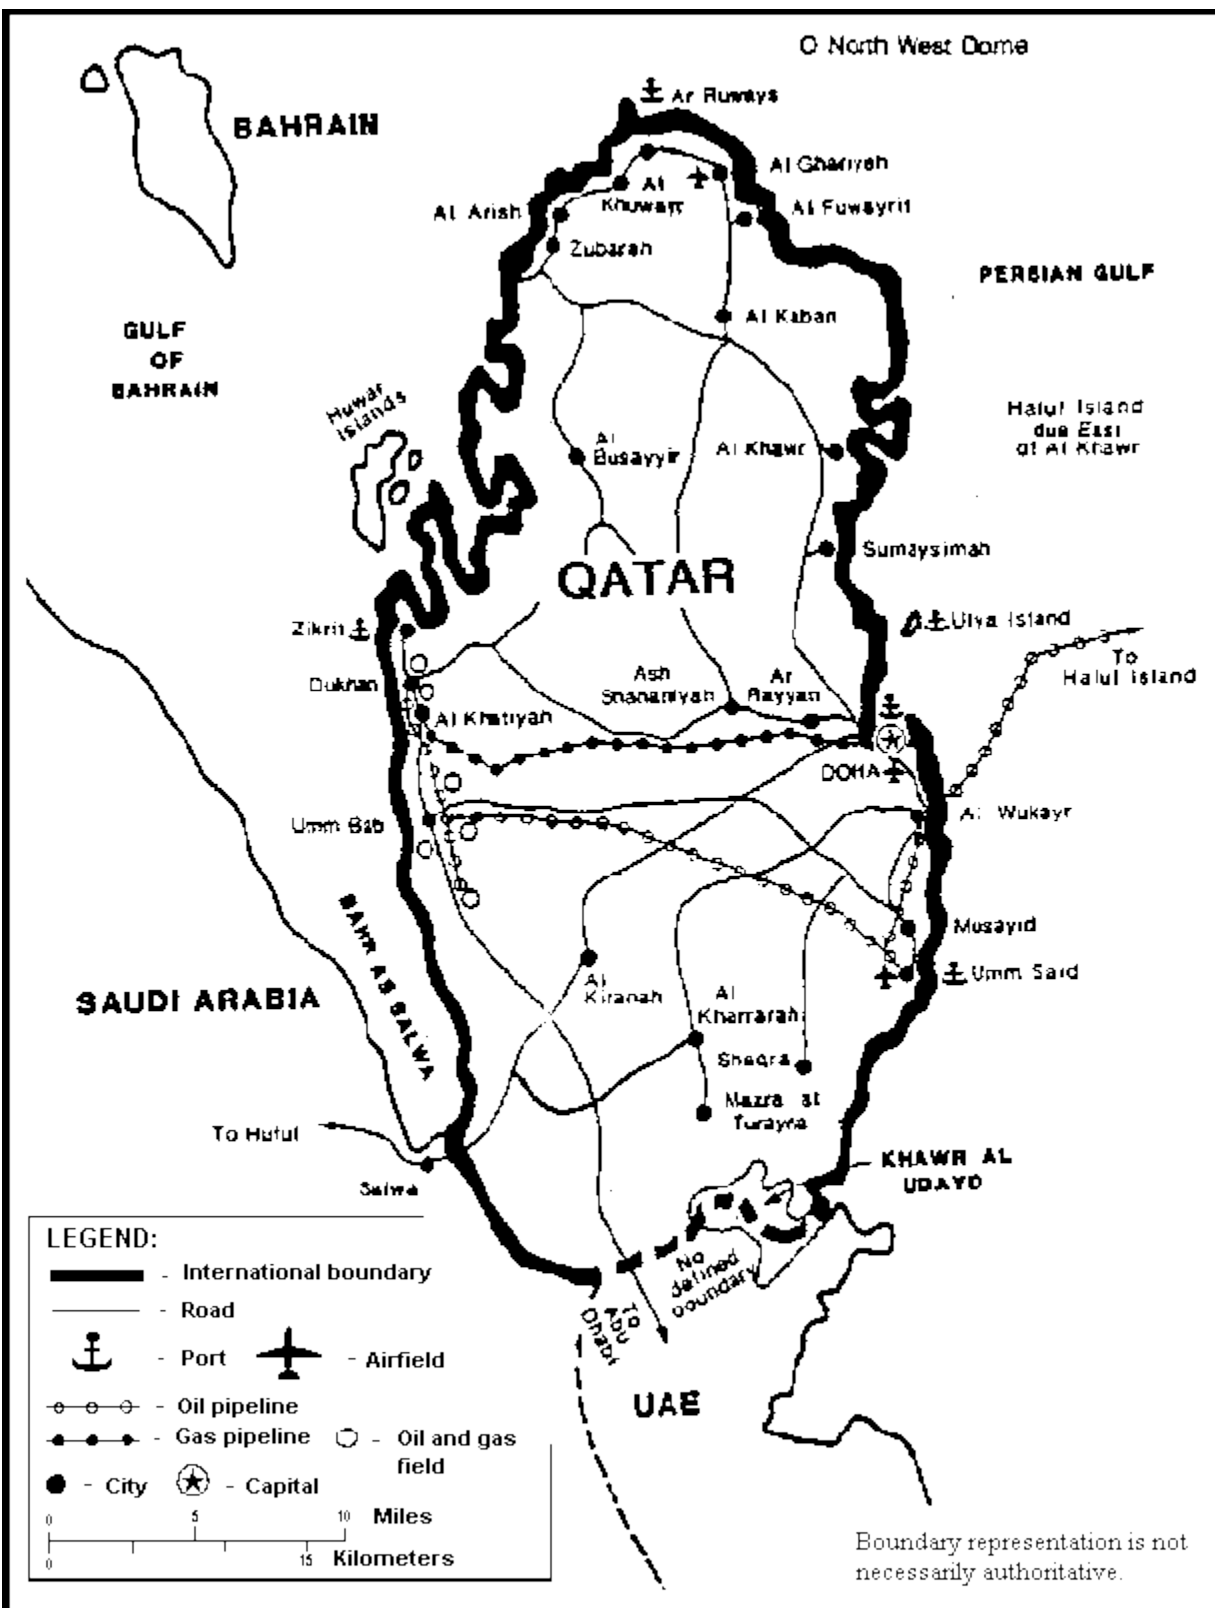 O North West Dome
Ar Ruways
BAHRAIN
Al Ghariyeh
Al
Khuwayr
Al Arish
Al Fuwayrit
Zubarah
PERSIAN GULF
Al Kaban
GULF
OF
BAHRAIN
Huwar
Islands
Halul Island
due East
of Al Khawr
Al
Busayyir
Al Khawr
Sumaysimah
QATAR
Zikrit
Ulya Island
To
Halul Island
Dukhan
Ash
Shahaniyah
Ar
Rayyan
Al Khatiyah
DOHA
Umm Bab
Al Wukayr
BAHR AS SALWA
Musayid
Umm Said
SAUDI ARABIA
Al
Kiranah
Al
Kharrarah
Sheqra
Mazra at
Turayna
To Hufuf
KHAWR AL
UDAYD
Salwa
No
defined
boundary
To
Abu
Dhabi
UAE
LEGEND:
- International boundary
- Road
- Port
- Airfield
- Oil pipeline
- Gas pipeline
- Oil and gas
field
- City
- Capital
0 5 10 Miles
0 15 Kilometers
Boundary representation is not
necessarily authoritative.